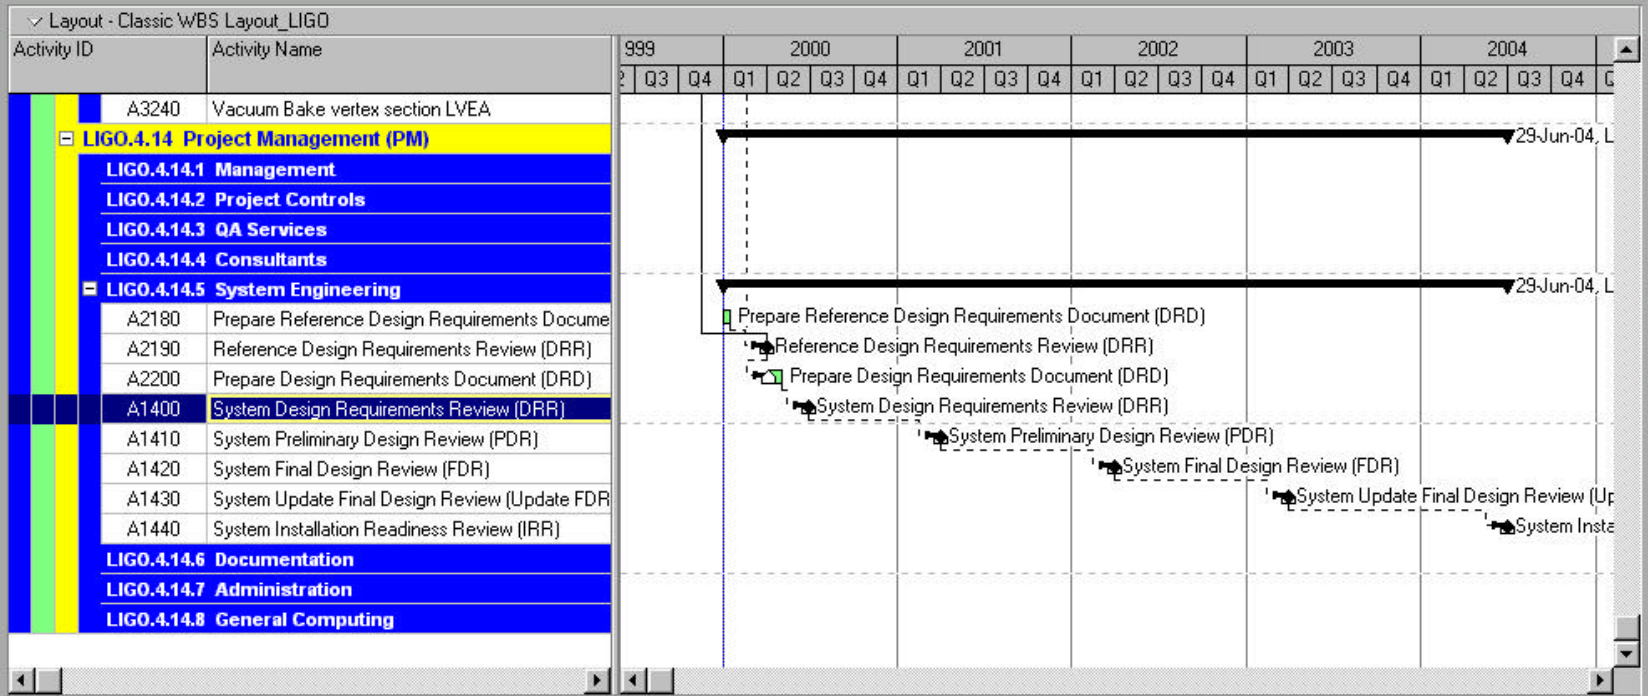 Layout - Classic WBS Layout_LIGO
Activity ID Activity Name 999 2000 2001 2002 2003 2004
Q3 Q4 Q1 Q2 Q3 Q4 Q1 Q2 Q3 Q4 Q1 Q2 Q3 Q4 Q1 Q2 Q3 Q4 Q1 Q2 Q3 Q4
A3240 Vacuum Bake vertex section LVEA
LIGO.4.14 Project Management (PM) 29-Jun-04, L
LIGO.4.14.1 Management
LIGO.4.14.2 Project Controls
LIGO.4.14.3 QA Services
LIGO.4.14.4 Consultants
LIGO.4.14.5 System Engineering 29-Jun-04, L
A2180 Prepare Reference Design Requirements Docume Prepare Reference Design Requirements Document (DRD)
A2190 Reference Design Requirements Review (DRR) Reference Design Requirements Review (DRR)
A2200 Prepare Design Requirements Document (DRD) Prepare Design Requirements Document (DRD)
A1400 System Design Requirements Review (DRR) System Design Requirements Review (DRR)
A1410 System Preliminary Design Review (PDR) System Preliminary Design Review (PDR)
A1420 System Final Design Review (FDR) System Final Design Review (FDR)
A1430 System Update Final Design Review (Update FDR System Update Final Design Review (Up
A1440 System Installation Readiness Review (IRR) System Insta
LIGO.4.14.6 Documentation
LIGO.4.14.7 Administration
LIGO.4.14.8 General Computing